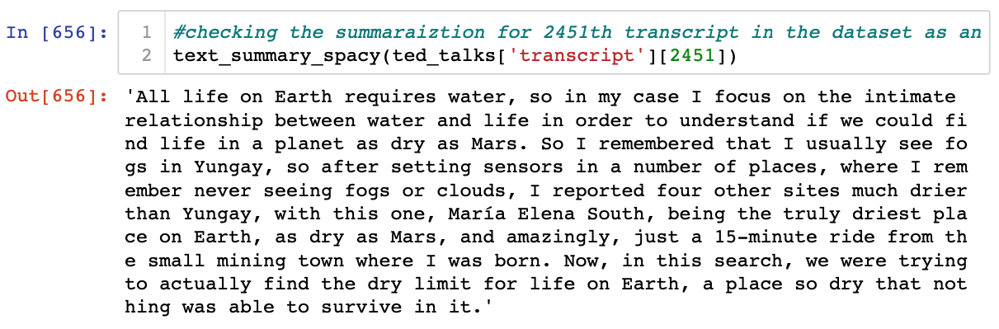 In [656]: 1 #checking the summaraiztion for 2451th transcript in the dataset as an
2 text_summary_spacy(ted_talks['transcript'][2451])
Out[656]: 'All life on Earth requires water, so in my case I focus on the intimate
relationship between water and life in order to understand if we could fi
nd life in a planet as dry as Mars. So I remembered that I usually see fo
gs in Yungay, so after setting sensors in a number of places, where I rem
ember never seeing fogs or clouds, I reported four other sites much drier
than Yungay, with this one, María Elena South, being the truly driest pla
ce on Earth, as dry as Mars, and amazingly, just a 15-minute ride from th
e small mining town where I was born. Now, in this search, we were trying
to actually find the dry limit for life on Earth, a place so dry that not
hing was able to survive in it.'